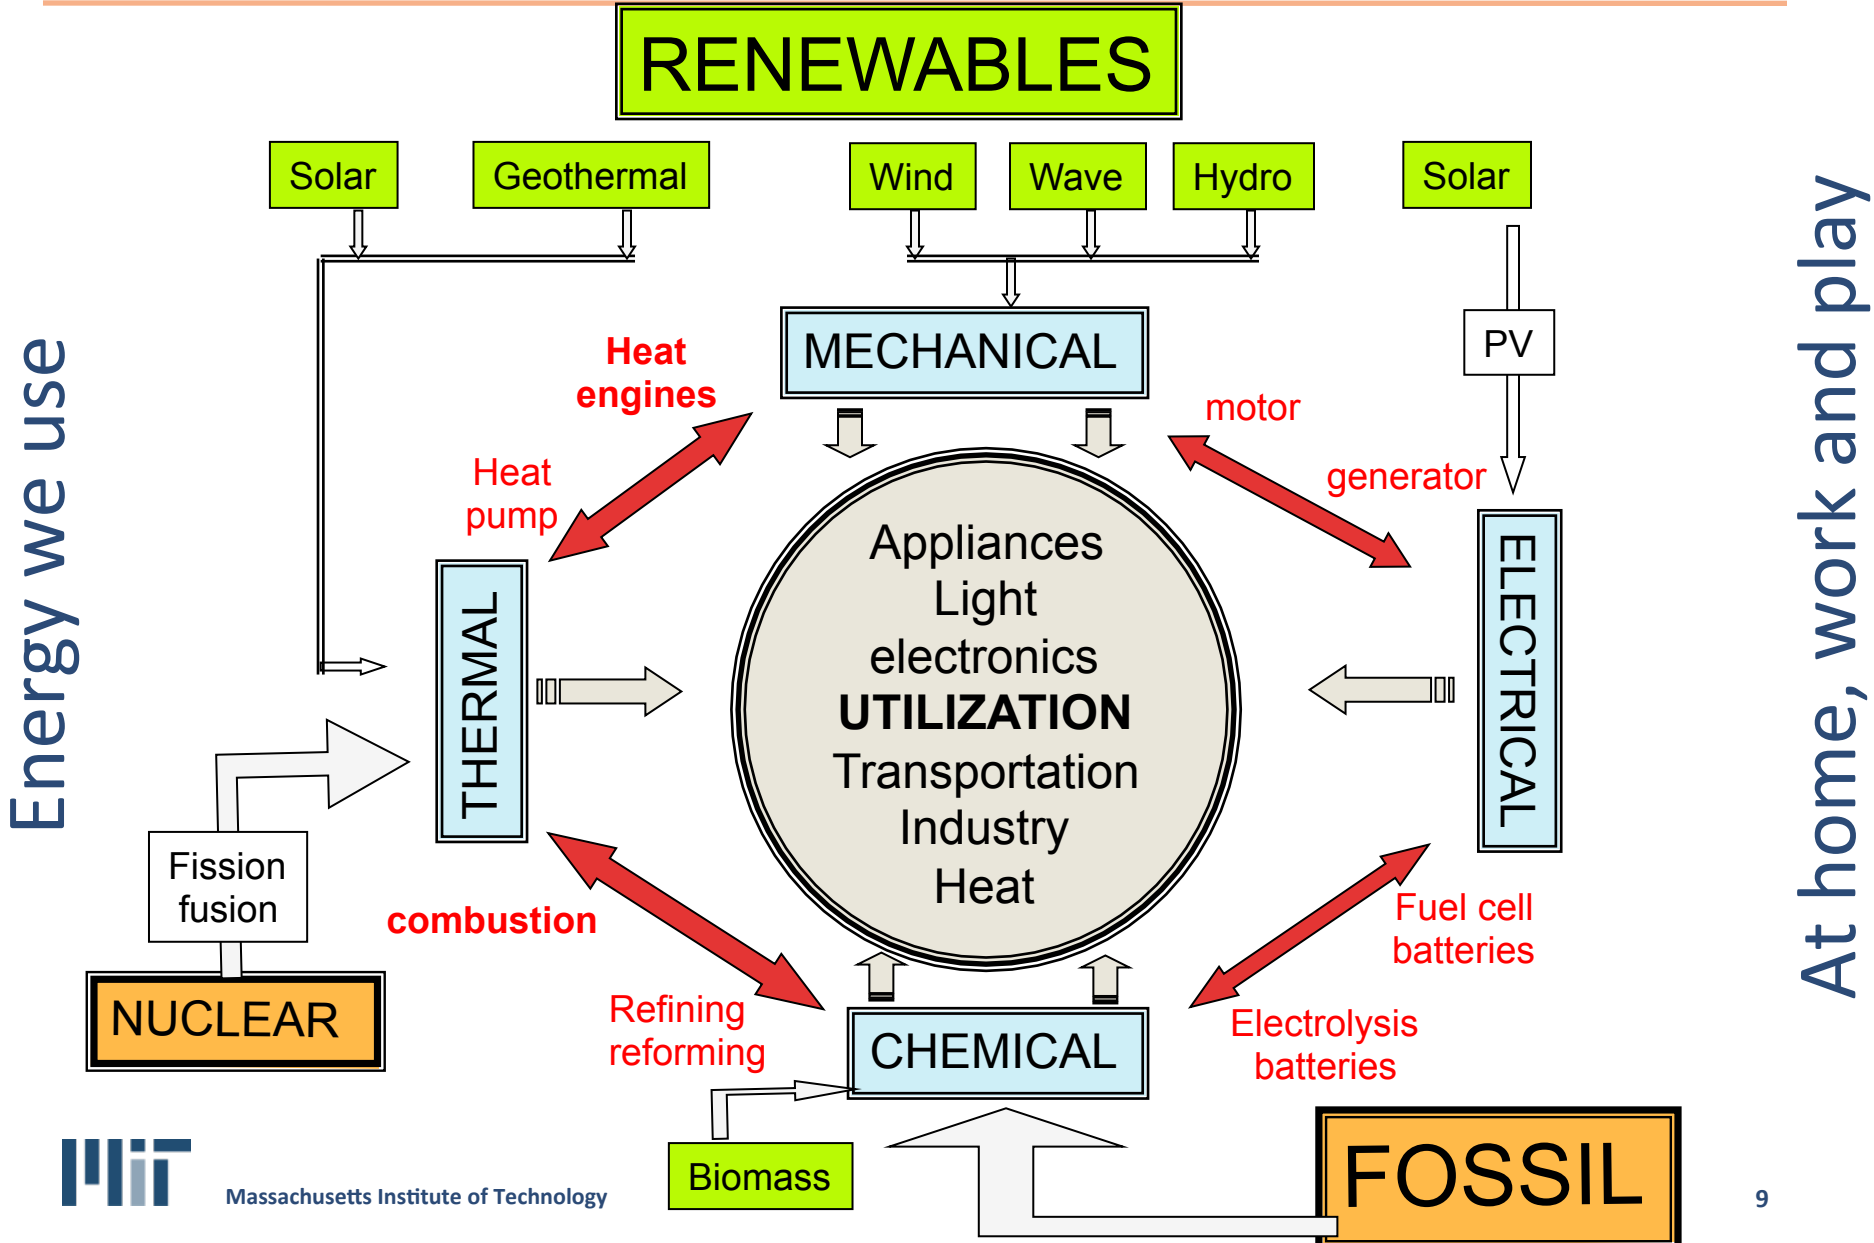 RENEWABLES
Solar
Geothermal
Wind
Wave
Hydro
Solar
Energy we use
At home, work and play
MECHANICAL
PV
Heat
engines
motor
Heat
pump
generator
THERMAL
ELECTRICAL
Appliances
Light
electronics
UTILIZATION
Transportation
Industry
Heat
Fission
fusion
combustion
Fuel cell
batteries
NUCLEAR
Refining
reforming
CHEMICAL
Electrolysis
batteries
Biomass
FOSSIL
MIT
Massachusetts Institute of Technology
9